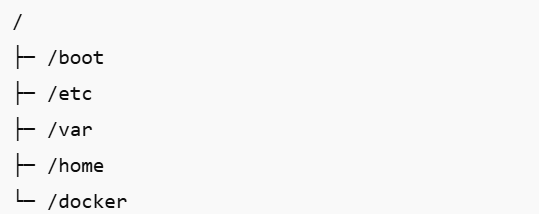 /
├─ /boot
├─ /etc
├─ /var
├─ /home
└─ /docker